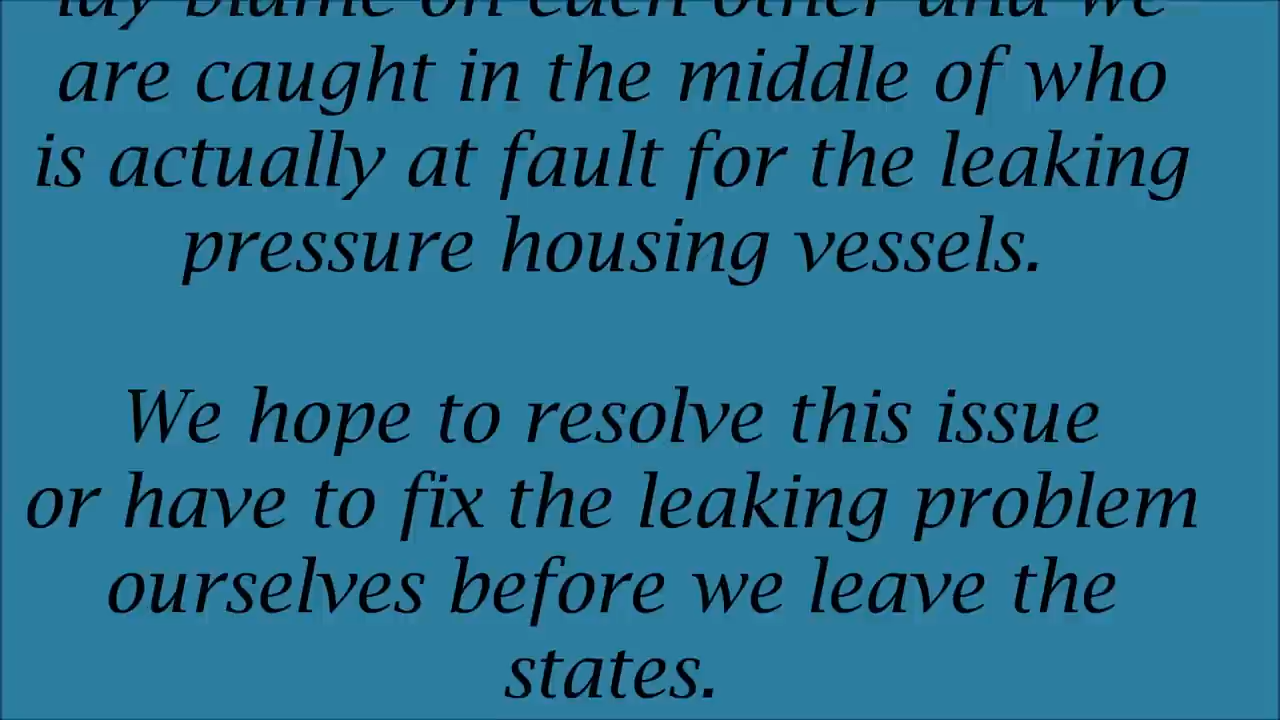 lay blame on each other and we
are caught in the middle of who
is actually at fault for the leaking
pressure housing vessels.
We hope to resolve this issue
or have to fix the leaking problem
ourselves before we leave the
states.